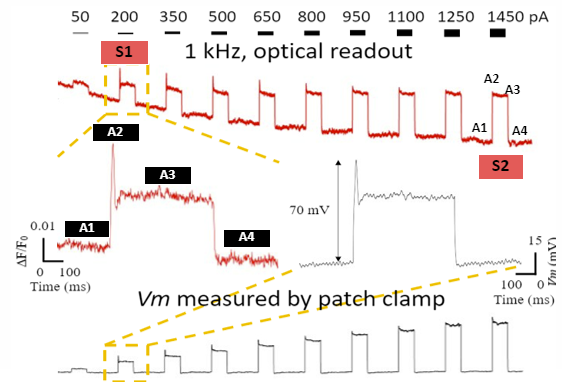 50 200 350 500 650 800 950 1100 1250 1450 pA
S1
1 kHz, optical readout
A2
A3
A1
A4
S2
A2
A3
A1
A4
70 mV
0.01
ΔF/F0
0 100
Time (ms)
15
0
Vm (mV)
100 0
Time (ms)
Vm measured by patch clamp